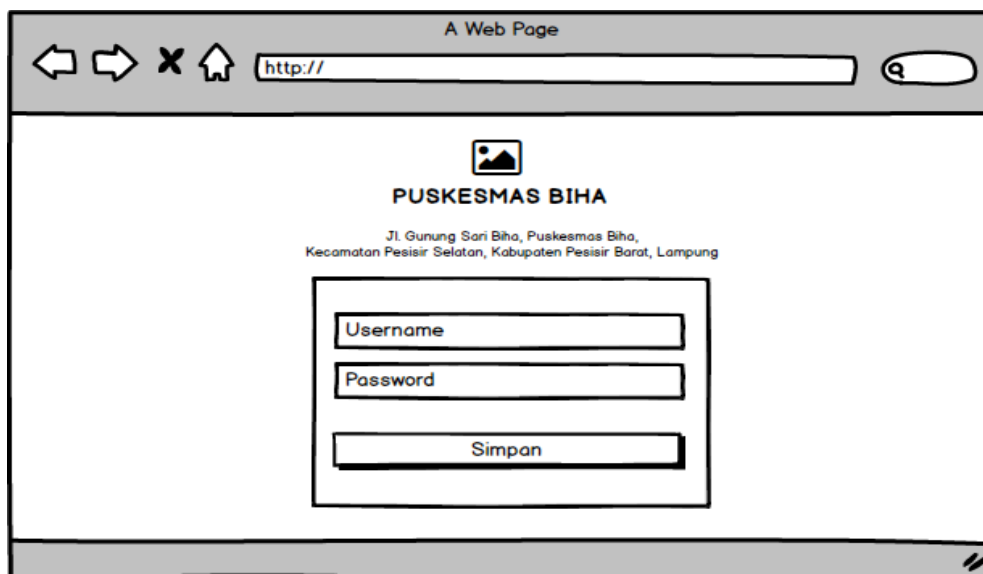 A Web Page
http://
PUSKESMAS BIHA
Jl. Gunung Sari Biha, Puskesmas Biha,
Kecamatan Pesisir Selatan, Kabupaten Pesisir Barat, Lampung
Username
Password
Simpan